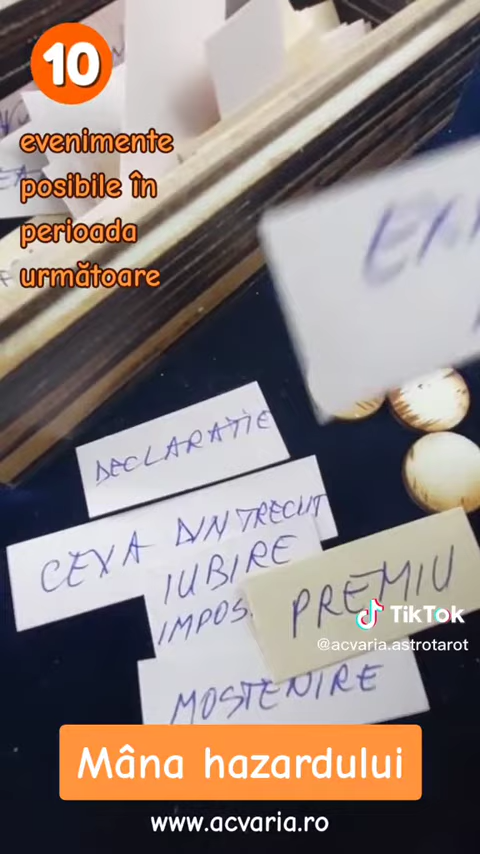 10
evenimente
posibile în
perioada
următoare
DECLARATIE
CEVA DIN TRECUT
IUBIRE
IMPOS
PREMIU
TikTok
@acvaria.astrotarot
MOSTENIRE
Mâna hazardului
www.acvaria.ro